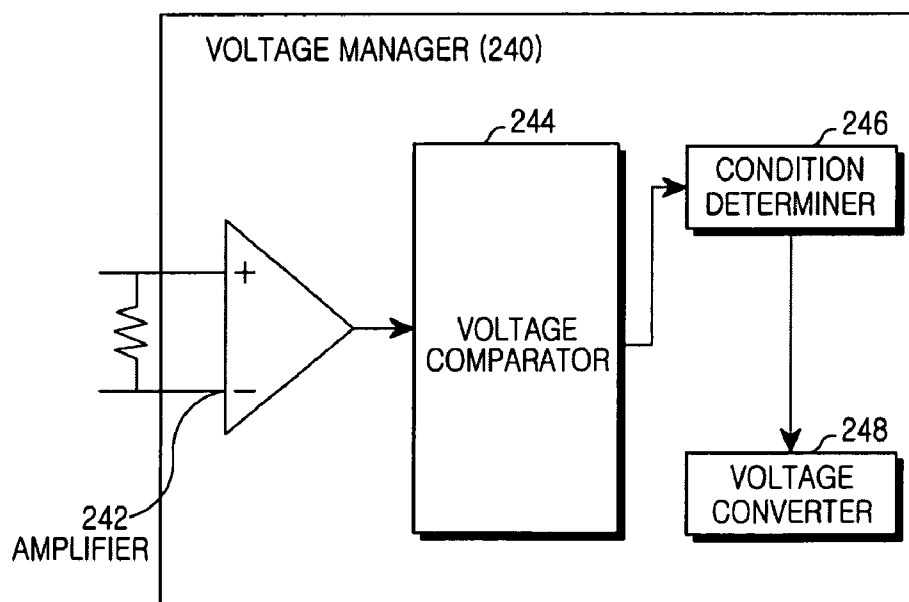 VOLTAGE MANAGER (240)
244
246
CONDITION
DETERMINER
+
VOLTAGE
COMPARATOR
−
248
VOLTAGE
CONVERTER
242
AMPLIFIER